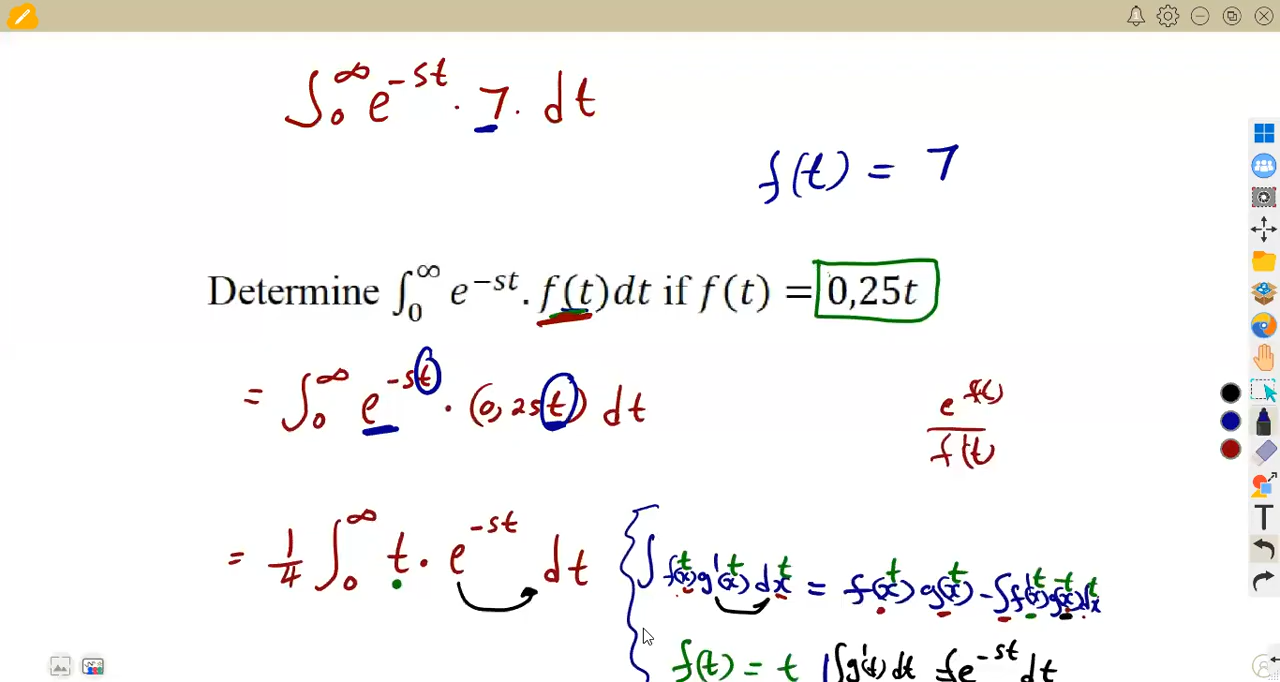 ∫₀^∞ e^{-st} · 7 · dt
f(t) = 7
Determine ∫₀^∞ e^{-st}. f(t)dt if f(t) = 0,25t
= ∫₀^∞ e^{-st} · (0,25t) dt
e^{f(t)} / f'(t)
= 1/4 ∫₀^∞ t · e^{-st} dt
∫ f(x) g'(x) dx = f(x) g(x) - ∫ f'(x) g(x) dx
t t t t t t t t
f(t) = t ∫g'(t) dt ∫e^{-st} dt
T